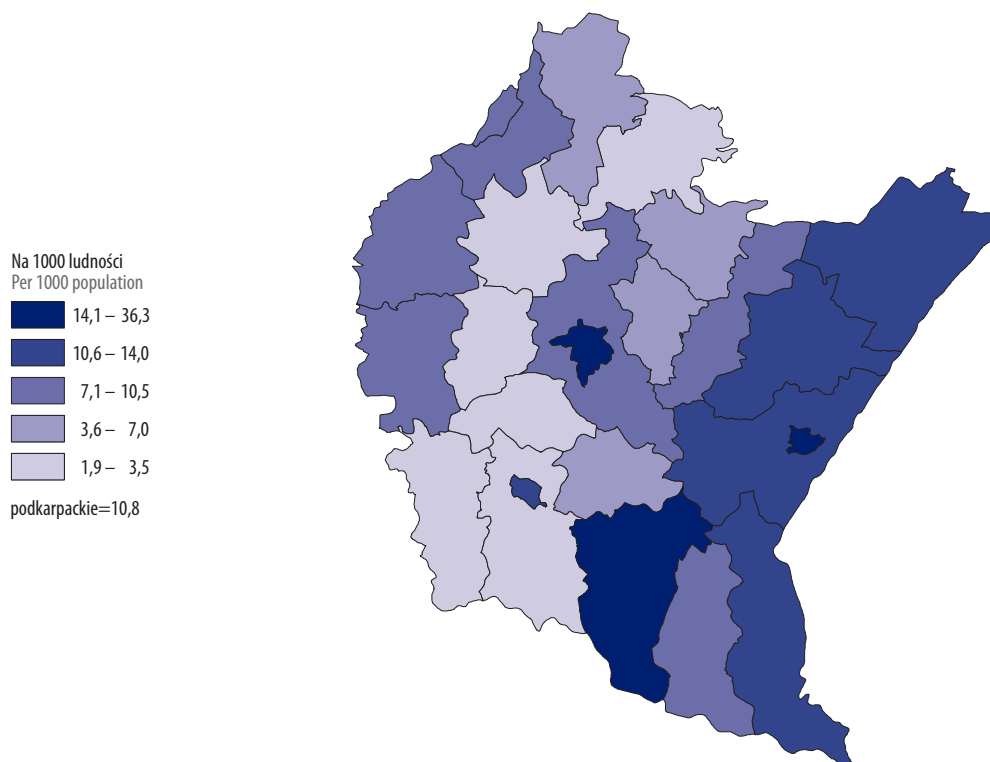 Na 1000 ludności
Per 1000 population
14,1 – 36,3
10,6 – 14,0
7,1 – 10,5
3,6 – 7,0
1,9 – 3,5
podkarpackie=10,8